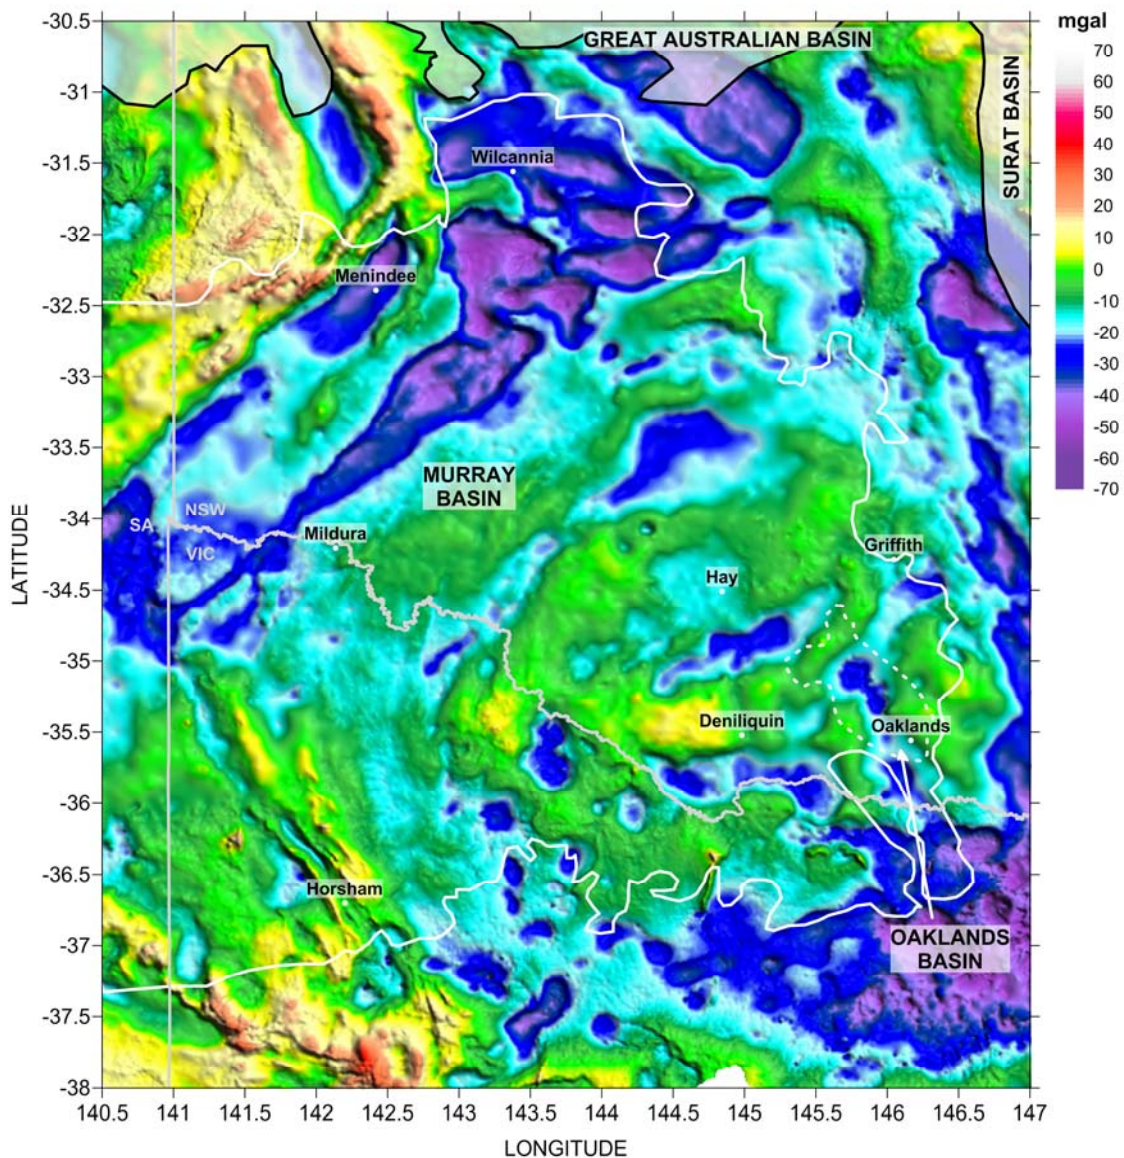 mgal
-30.5
-31
-31.5
-32
-32.5
-33
-33.5
-34
-34.5
-35
-35.5
-36
-36.5
-37
-37.5
-38
LATITUDE
GREAT AUSTRALIAN BASIN
SURAT BASIN
Wilcannia
Menindee
MURRAY
BASIN
SA
NSW
VIC
Mildura
Griffith
Hay
Deniliquin
Oaklands
Horsham
OAKLANDS
BASIN
70
60
50
40
30
20
10
0
-10
-20
-30
-40
-50
-60
-70
140.5 141 141.5 142 142.5 143 143.5 144 144.5 145 145.5 146 146.5 147
LONGITUDE